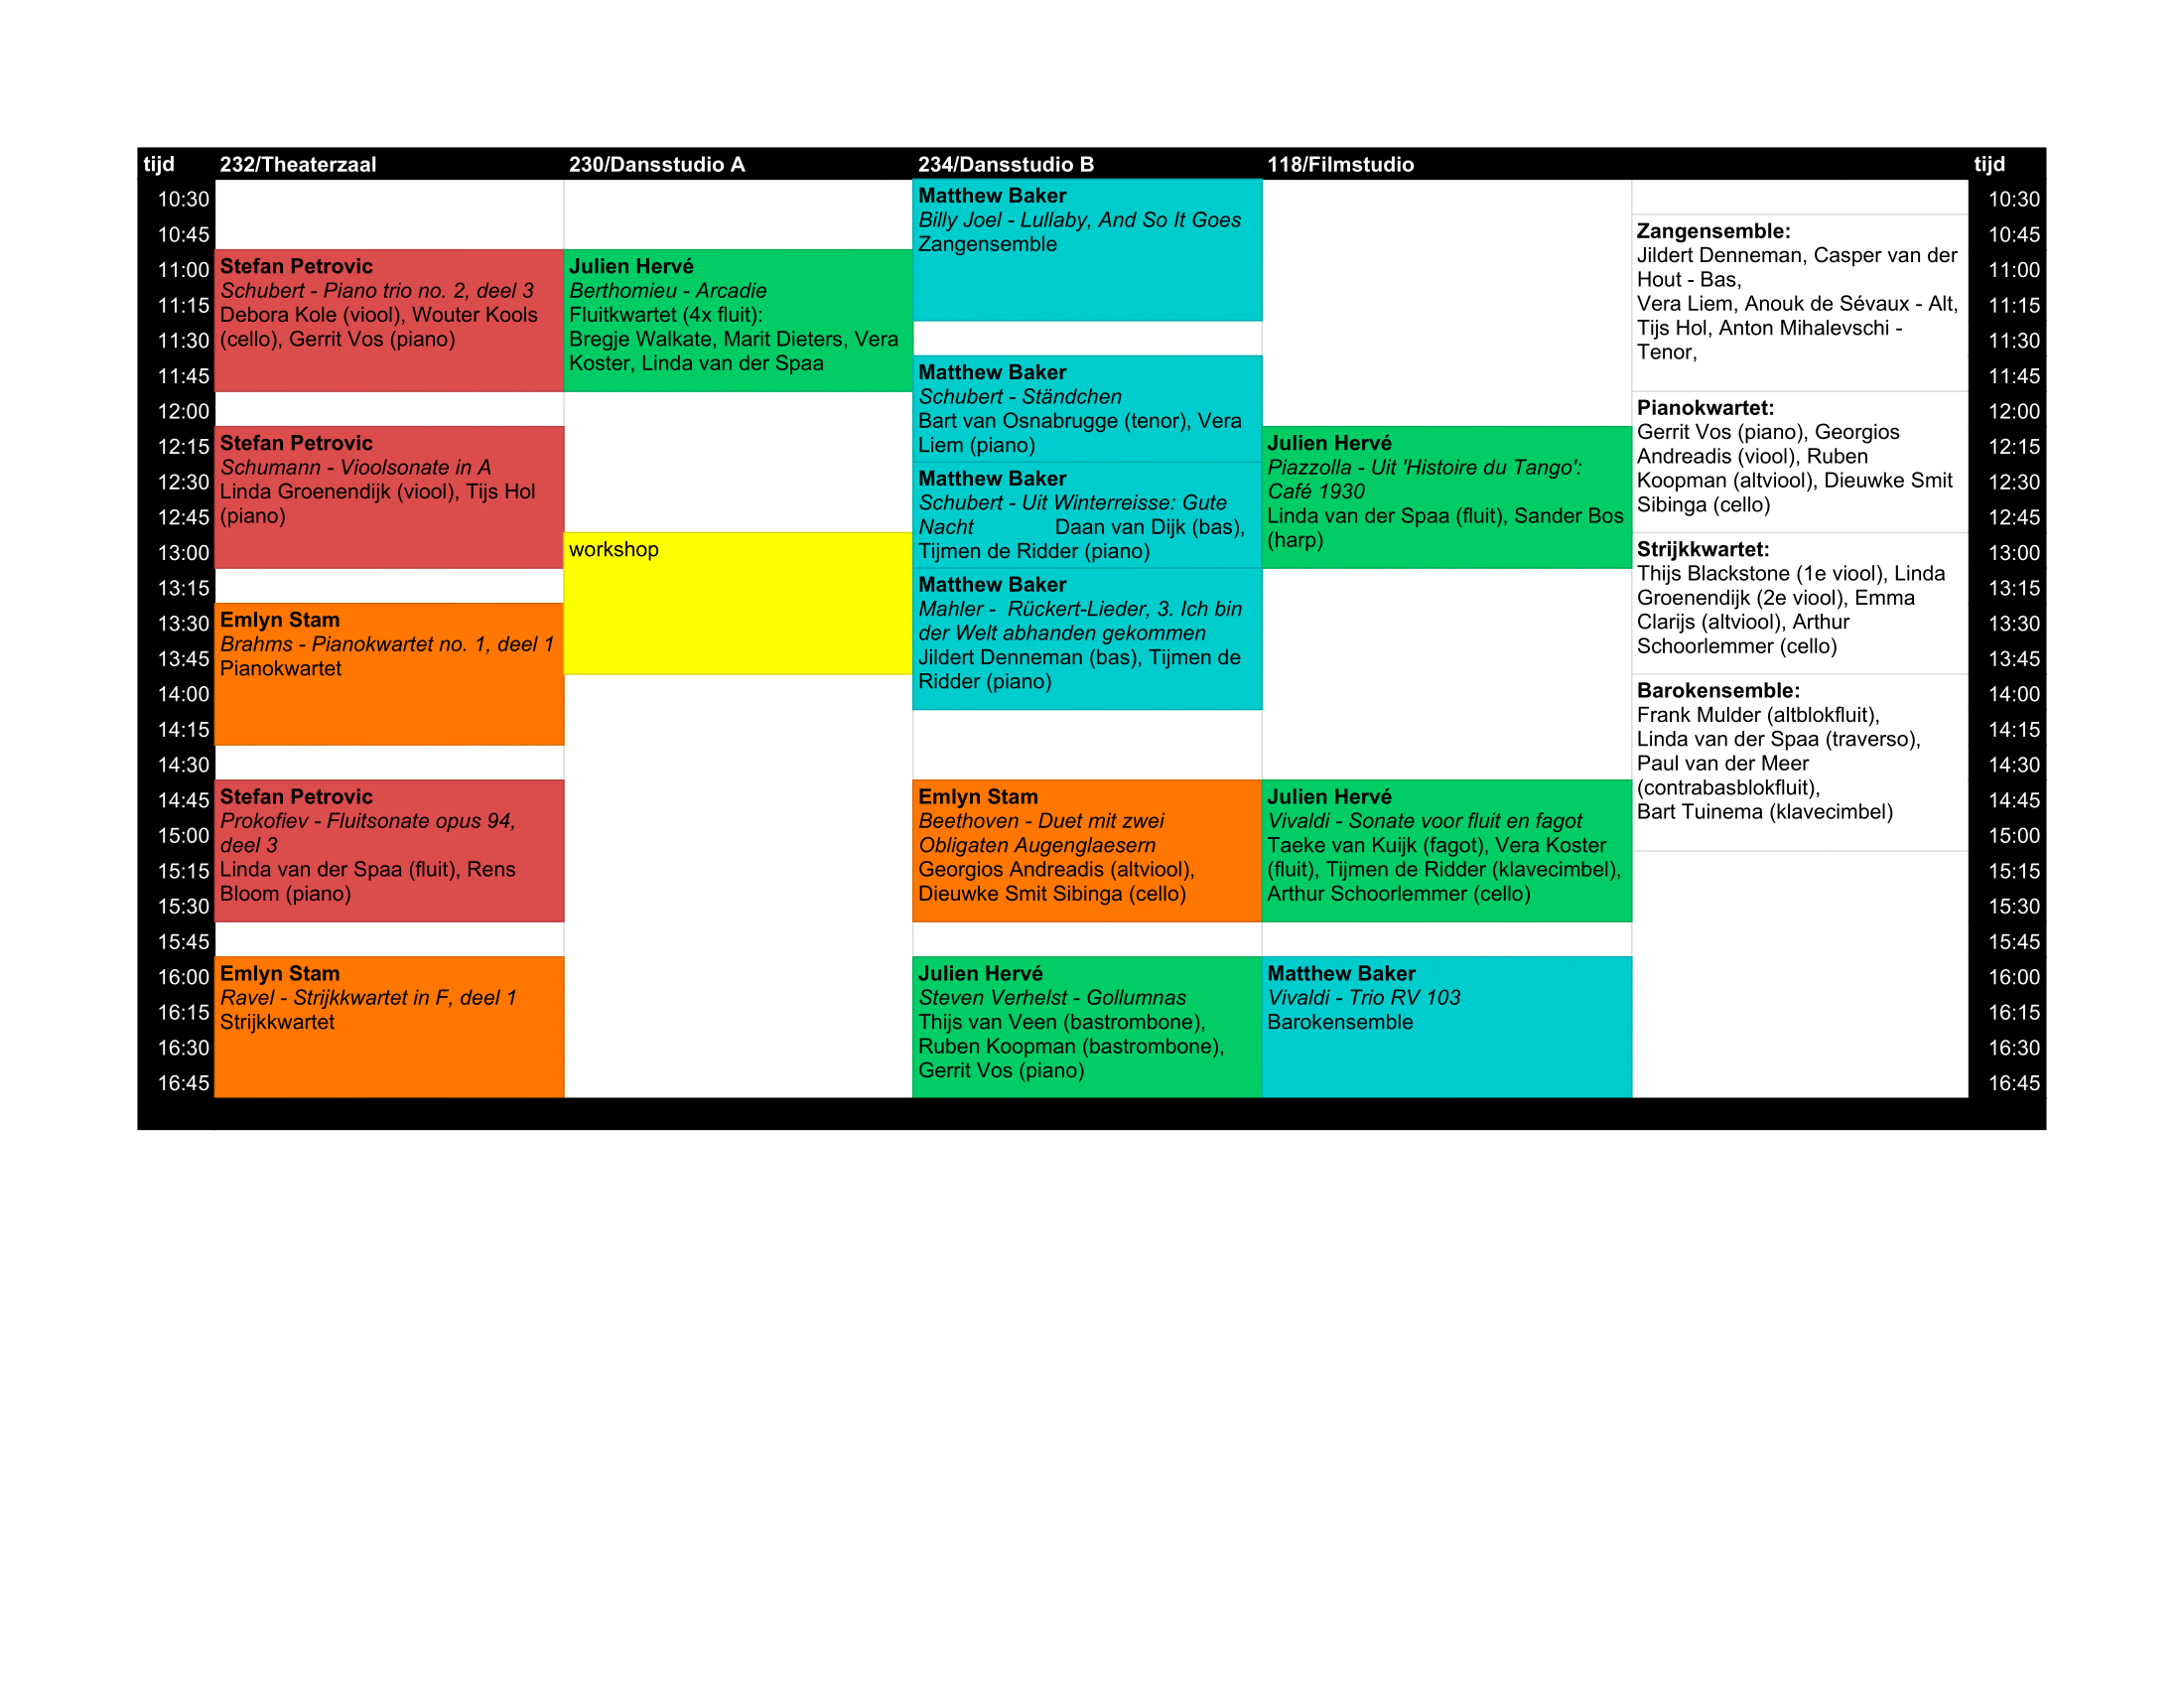 tijd 232/Theaterzaal 230/Dansstudio A 234/Dansstudio B 118/Filmstudio tijd
10:30
10:45
11:00
11:15
11:30
11:45
12:00
12:15
12:30
12:45
13:00
13:15
13:30
13:45
14:00
14:15
14:30
14:45
15:00
15:15
15:30
15:45
16:00
16:15
16:30
16:45
Stefan Petrovic
Schubert - Piano trio no. 2, deel 3
Debora Kole (viool), Wouter Kools
(cello), Gerrit Vos (piano)
Stefan Petrovic
Schumann - Vioolsonate in A
Linda Groenendijk (viool), Tijs Hol
(piano)
Emlyn Stam
Brahms - Pianokwartet no. 1, deel 1
Pianokwartet
Stefan Petrovic
Prokofiev - Fluitsonate opus 94,
deel 3
Linda van der Spaa (fluit), Rens
Bloom (piano)
Emlyn Stam
Ravel - Strijkkwartet in F, deel 1
Strijkkwartet
Julien Hervé
Berthomieu - Arcadie
Fluitkwartet (4x fluit):
Bregje Walkate, Marit Dieters, Vera
Koster, Linda van der Spaa
workshop
Matthew Baker
Billy Joel - Lullaby, And So It Goes
Zangensemble
Matthew Baker
Schubert - Ständchen
Bart van Osnabrugge (tenor), Vera
Liem (piano)
Matthew Baker
Schubert - Uit Winterreisse: Gute
Nacht Daan van Dijk (bas),
Tijmen de Ridder (piano)
Matthew Baker
Mahler - Rückert-Lieder, 3. Ich bin
der Welt abhanden gekommen
Jildert Denneman (bas), Tijmen de
Ridder (piano)
Emlyn Stam
Beethoven - Duet mit zwei
Obligaten Augenglaesern
Georgios Andreadis (altviool),
Dieuwke Smit Sibinga (cello)
Julien Hervé
Steven Verhelst - Gollumnas
Thijs van Veen (bastrombone),
Ruben Koopman (bastrombone),
Gerrit Vos (piano)
Julien Hervé
Piazzolla - Uit 'Histoire du Tango':
Café 1930
Linda van der Spaa (fluit), Sander Bos
(harp)
Julien Hervé
Vivaldi - Sonate voor fluit en fagot
Taeke van Kuijk (fagot), Vera Koster
(fluit), Tijmen de Ridder (klavecimbel),
Arthur Schoorlemmer (cello)
Matthew Baker
Vivaldi - Trio RV 103
Barokensemble
Zangensemble:
Jildert Denneman, Casper van der
Hout - Bas,
Vera Liem, Anouk de Sévaux - Alt,
Tijs Hol, Anton Mihalevschi -
Tenor,
Pianokwartet:
Gerrit Vos (piano), Georgios
Andreadis (viool), Ruben
Koopman (altviool), Dieuwke Smit
Sibinga (cello)
Strijkkwartet:
Thijs Blackstone (1e viool), Linda
Groenendijk (2e viool), Emma
Clarijs (altviool), Arthur
Schoorlemmer (cello)
Barokensemble:
Frank Mulder (altblokfluit),
Linda van der Spaa (traverso),
Paul van der Meer
(contrabasblokfluit),
Bart Tuinema (klavecimbel)
10:30
10:45
11:00
11:15
11:30
11:45
12:00
12:15
12:30
12:45
13:00
13:15
13:30
13:45
14:00
14:15
14:30
14:45
15:00
15:15
15:30
15:45
16:00
16:15
16:30
16:45